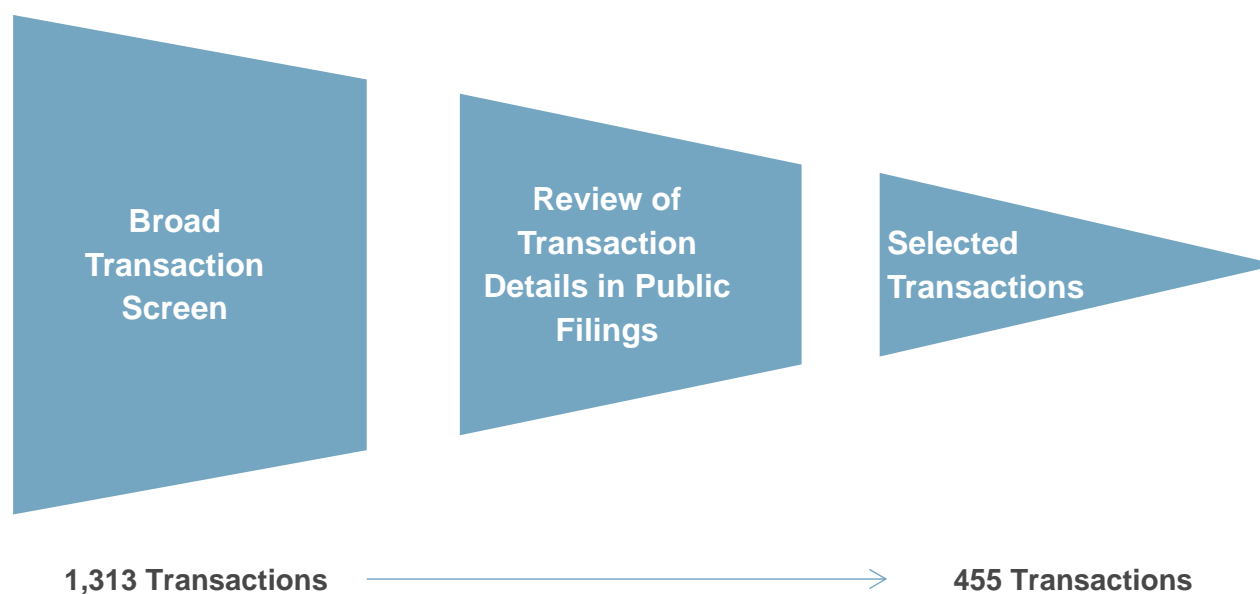 Broad
Transaction
Screen
Review of
Transaction
Details in Public
Filings
Selected
Transactions
1,313 Transactions
455 Transactions